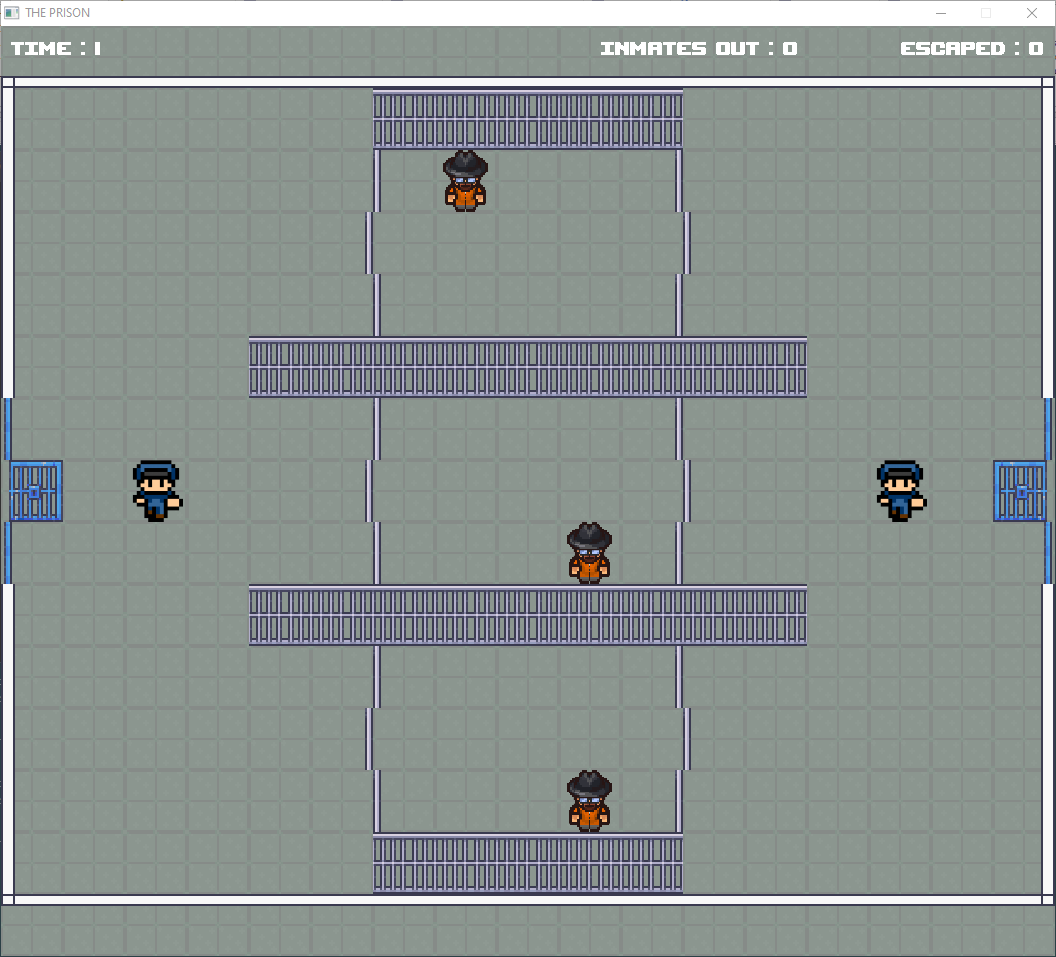 THE PRISON
TIME : 1 INMATES OUT : 0 ESCAPED : 0